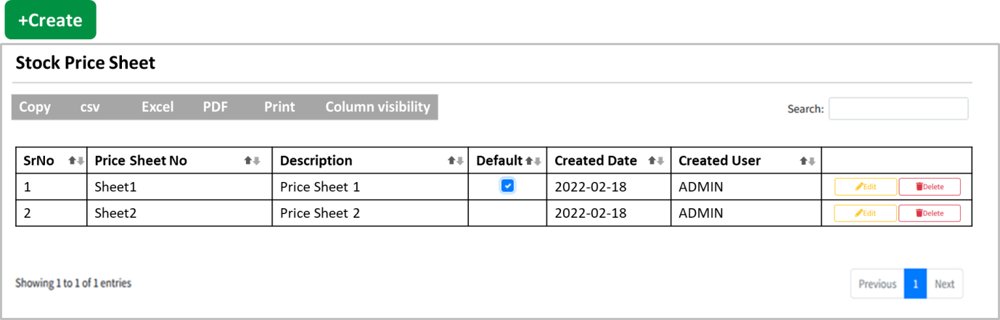 +Create
Stock Price Sheet
Copy csv Excel PDF Print Column visibility Search:
SrNo Price Sheet No Description Default Created Date Created User
1 Sheet1 Price Sheet 1 2022-02-18 ADMIN Edit Delete
2 Sheet2 Price Sheet 2 2022-02-18 ADMIN Edit Delete
Showing 1 to 1 of 1 entries Previous 1 Next